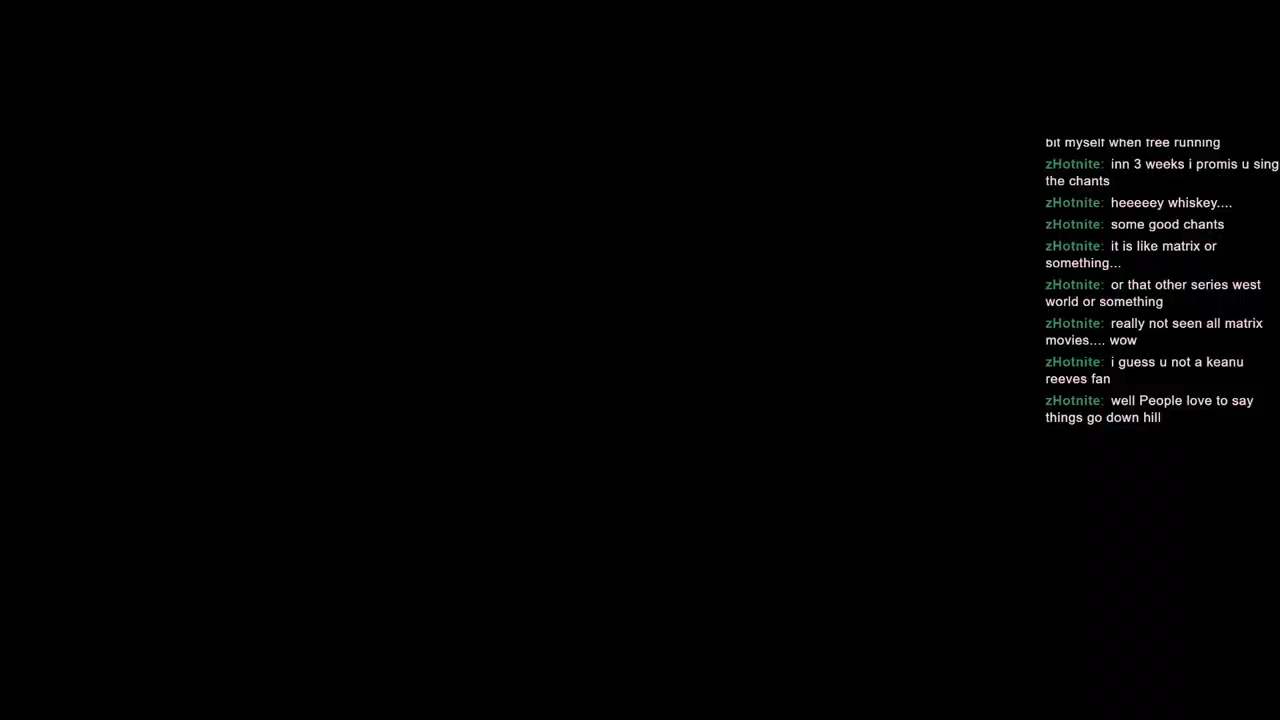 bit myself when free running
zHotnite: inn 3 weeks i promis u sing
the chants
zHotnite: heeeeey whiskey....
zHotnite: some good chants
zHotnite: it is like matrix or
something...
zHotnite: or that other series west
world or something
zHotnite: really not seen all matrix
movies.... wow
zHotnite: i guess u not a keanu
reeves fan
zHotnite: well People love to say
things go down hill